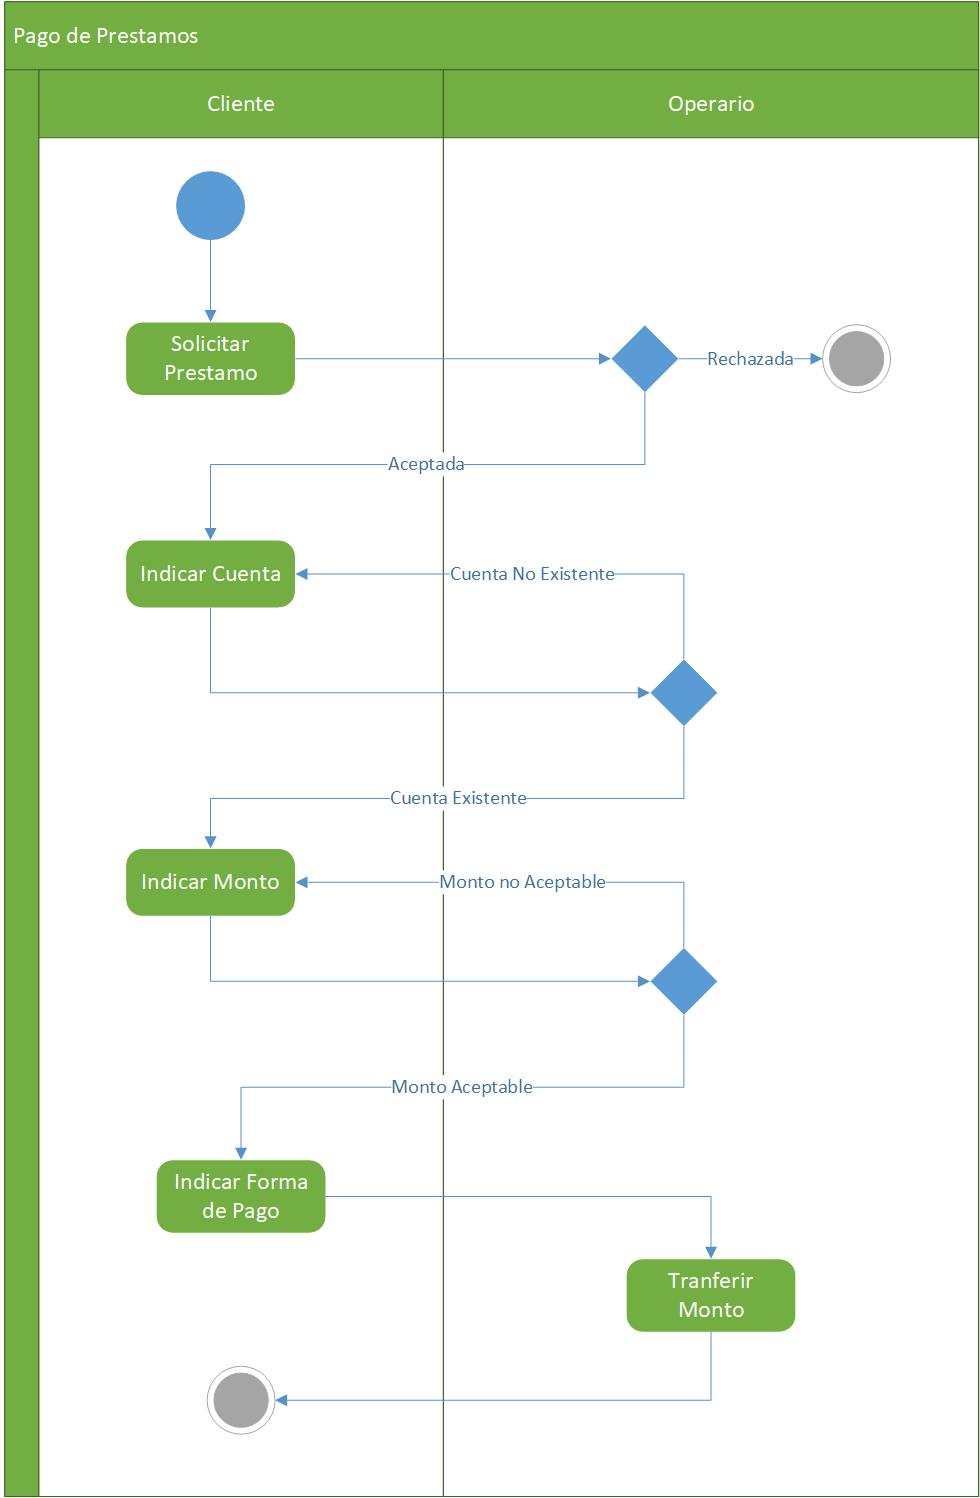 Pago de Prestamos
Cliente
Operario
Solicitar
Prestamo
Rechazada
Aceptada
Indicar Cuenta
Cuenta No Existente
Cuenta Existente
Indicar Monto
Monto no Aceptable
Monto Aceptable
Indicar Forma
de Pago
Tranferir
Monto